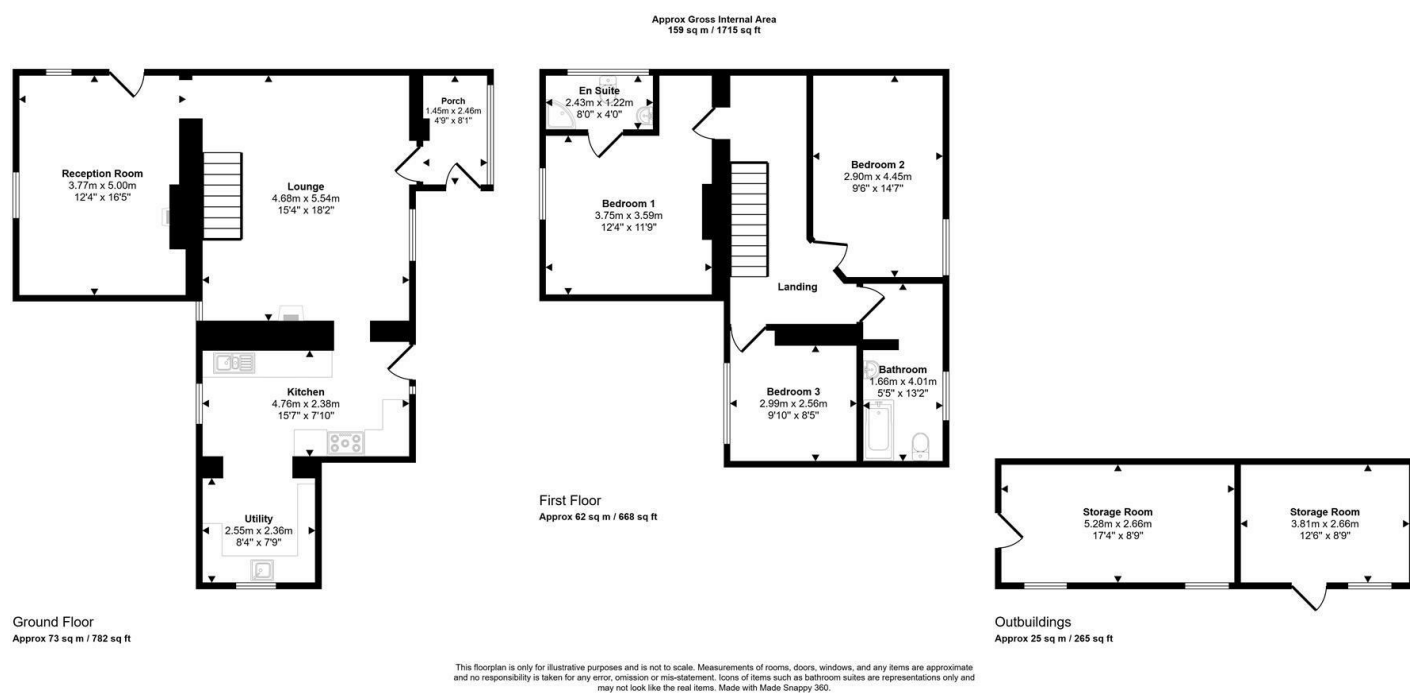 Approx Gross Internal Area
159 sq m / 1715 sq ft
Reception Room
3.77m x 5.00m
12'4" x 16'5"
Lounge
4.68m x 5.54m
15'4" x 18'2"
Porch
1.45m x 2.46m
4'9" x 8'1"
Kitchen
4.76m x 2.38m
15'7" x 7'10"
Utility
2.55m x 2.36m
8'4" x 7'9"
Ground Floor
Approx 73 sq m / 782 sq ft
En Suite
2.43m x 1.22m
8'0" x 4'0"
Bedroom 1
3.75m x 3.59m
12'4" x 11'9"
Bedroom 2
2.90m x 4.45m
9'6" x 14'7"
Landing
Bedroom 3
2.99m x 2.56m
9'10" x 8'5"
Bathroom
1.66m x 4.01m
5'5" x 13'2"
First Floor
Approx 62 sq m / 668 sq ft
Storage Room
5.28m x 2.66m
17'4" x 8'9"
Storage Room
3.81m x 2.66m
12'6" x 8'9"
Outbuildings
Approx 25 sq m / 265 sq ft
This floorplan is only for illustrative purposes and is not to scale. Measurements of rooms, doors, windows, and any items are approximate
and no responsibility is taken for any error, omission or mis-statement. Icons of items such as bathroom suites are representations only and
may not look like the real items. Made with Made Snappy 360.